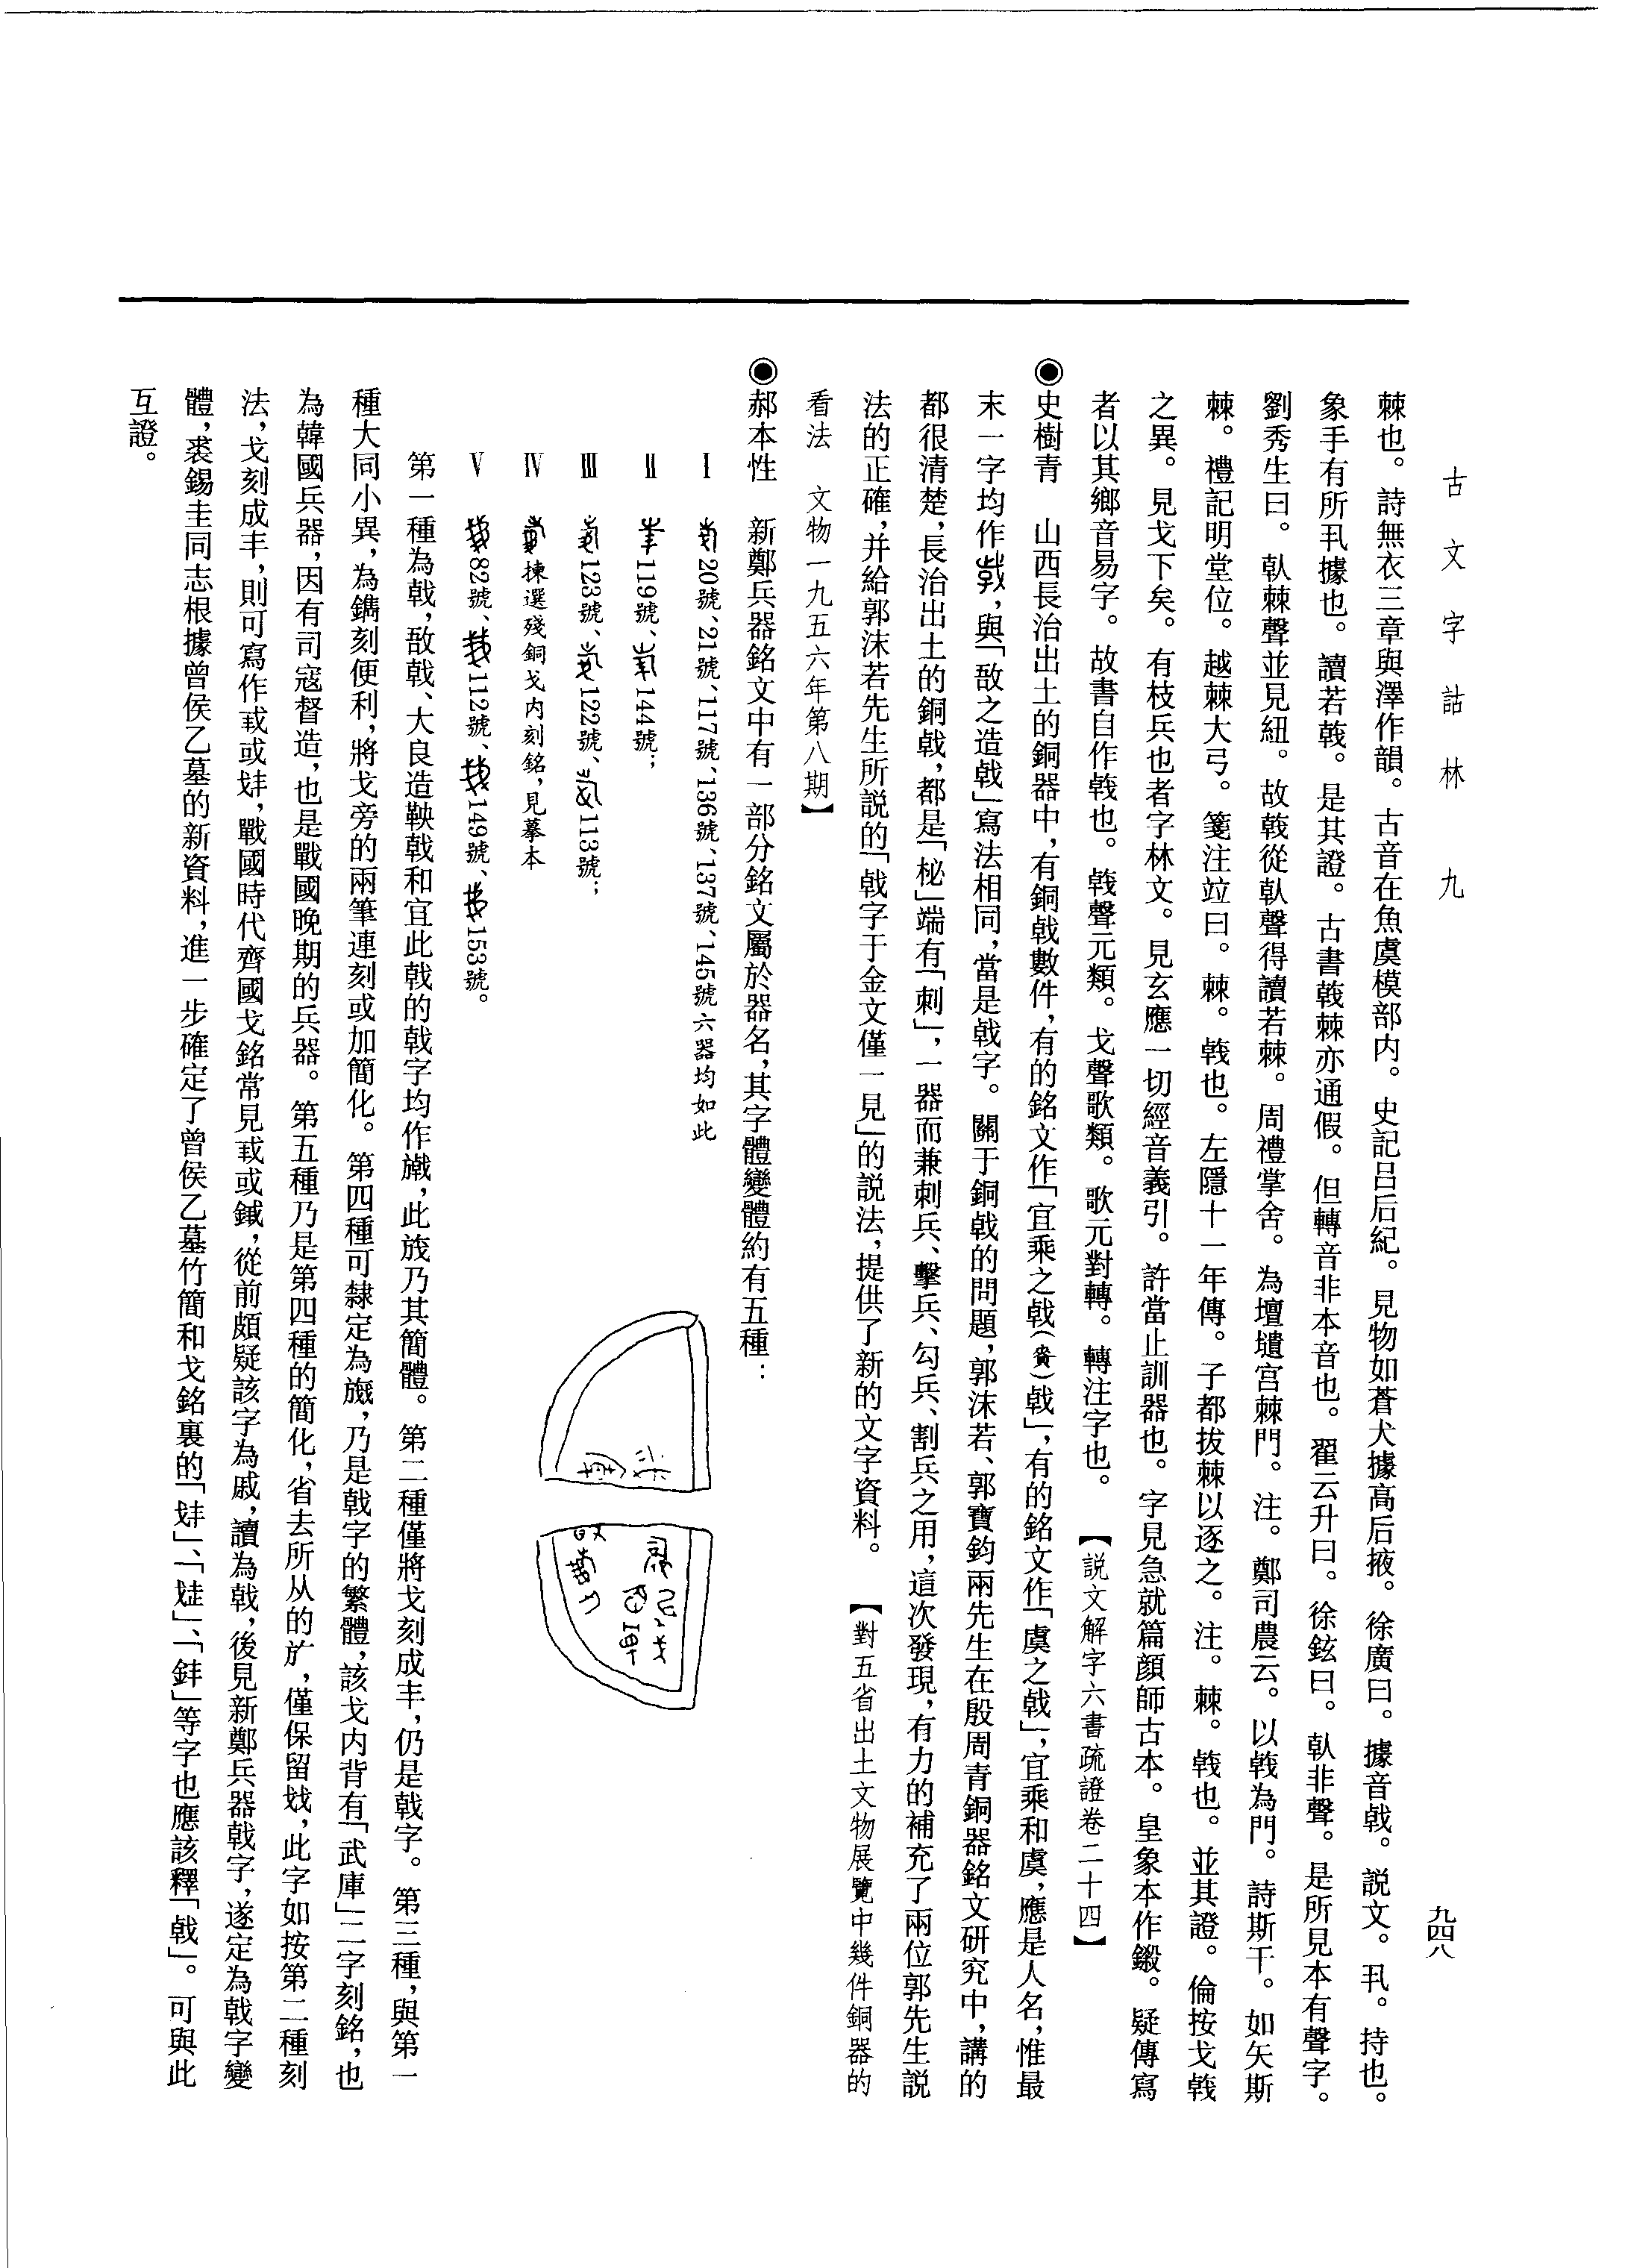 古文字詁林 九
九四八
棘也。詩無衣三章與澤作韻。古音在魚虞模部内。史記呂后紀。見物如蒼犬據高后掖。徐廣曰。據音戟。説文。丮。持也。
象手有所丮據也。讀若戟。是其證。古書戟棘亦通假。但轉音非本音也。翟云升曰。徐鉉曰。倝非聲。是所見本有聲字。
劉秀生曰。倝棘聲並見紐。故戟從倝聲得讀若棘。周禮掌舍。為壇壝宫棘門。注。鄭司農云。以戟為門。詩斯干。如矢斯
棘。禮記明堂位。越棘大弓。箋注竝曰。棘。戟也。左隱十一年傳。子都拔棘以逐之。注。棘。戟也。並其證。倫按戈戟
之異。見戈下矣。有枝兵也者字林文。見玄應一切經音義引。許當止訓器也。字見急就篇顔師古本。皇象本作鎩。疑傳寫
者以其鄉音易字。故書自作戟也。戟聲元類。戈聲歌類。歌元對轉。轉注字也。【説文解字六書疏證卷二十四】
◉史樹青 山西長治出土的銅器中，有銅戟數件，有的銘文作「宜乘之戟（賫）戟」，有的銘文作「虞之戟」，宜乘和虞，應是人名，惟最
末一字均作，與「敔之造戟」寫法相同，當是戟字。關于銅戟的問題，郭沫若、郭寶鈞兩先生在殷周青銅器銘文研究中，講的
都很清楚，長治出土的銅戟，都是「柲」端有「刺」，一器而兼刺兵、擊兵、勾兵、割兵之用，這次發現，有力的補充了兩位郭先生説
法的正確，并給郭沫若先生所説的「戟字于金文僅一見」的説法，提供了新的文字資料。【對五省出土文物展覽中幾件銅器的
看法 文物一九五六年第八期】
◉郝本性 新鄭兵器銘文中有一部分銘文屬於器名，其字體變體約有五種：
Ⅰ 20號、21號、117號、136號、137號、145號六器均如此
Ⅱ 119號、144號；
Ⅲ 123號、122號、113號；
Ⅳ 揀選殘銅戈内刻銘，見摹本
Ⅴ 82號、112號、149號、153號。
第一種為戟，敔戟、大良造鞅戟和宜此戟的戟字均作，此乃其簡體。第二種僅將戈刻成丰，仍是戟字。第三種，與第一
種大同小異，為鐫刻便利，將戈旁的兩筆連刻或加簡化。第四種可隸定為，乃是戟字的繁體，該戈内背有「武庫」二字刻銘，也
為韓國兵器，因有司寇督造，也是戰國晚期的兵器。第五種乃是第四種的簡化，省去所从的㫃，僅保留，此字如按第二種刻
法，戈刻成丰，則可寫作或，戰國時代齊國戈銘常見或，從前頗疑該字為戚，讀為戟，後見新鄭兵器戟字，遂定為戟字變
體，裘錫圭同志根據曾侯乙墓的新資料，進一步確定了曾侯乙墓竹簡和戈銘裏的「」、「」、「」等字也應該釋「戟」。可與此
互證。